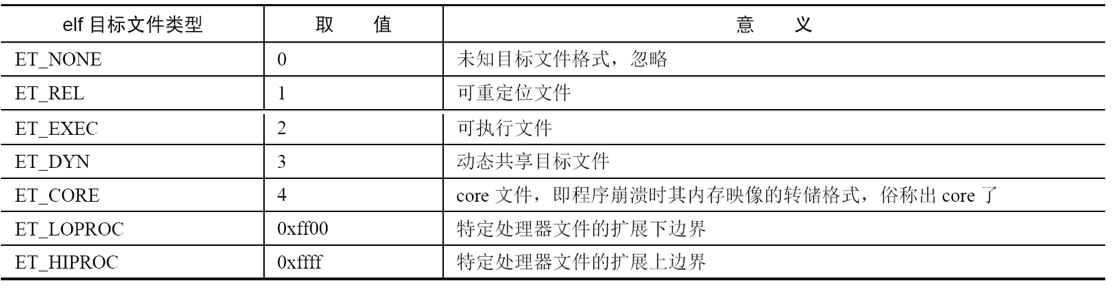 elf 目标文件类型 取 值 意 义
ET_NONE 0 未知目标文件格式，忽略
ET_REL 1 可重定位文件
ET_EXEC 2 可执行文件
ET_DYN 3 动态共享目标文件
ET_CORE 4 core 文件，即程序崩溃时其内存映像的转储格式，俗称出 core 了
ET_LOPROC 0xff00 特定处理器文件的扩展下边界
ET_HIPROC 0xffff 特定处理器文件的扩展上边界